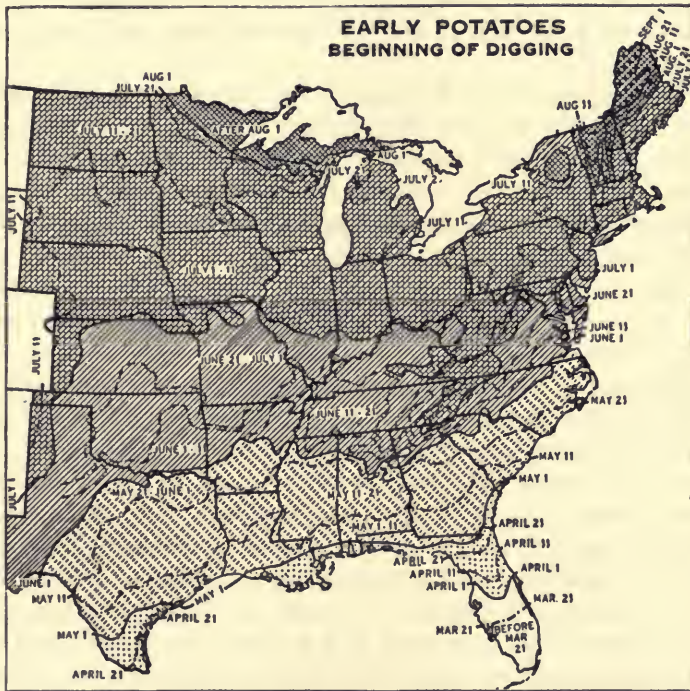 EARLY POTATOES
BEGINNING OF DIGGING
AUG 1
JULY 21
SEPT 1
AUG 21
AUG 11
AUG 11
JULY 11-21
AFTER AUG 1
AUG 1
JULY 11
JULY 11
JULY 11
JULY 1
JUNE 21
JUNE 11
JUNE 1
JULY 11
JUNE 21-JULY 1
MAY 21
JUNE 11-21
MAY 11
MAY 1
JULY 1
MAY 21-JUNE 1
MAY 11-21
MAY 1-11
APRIL 21
APRIL 11
APRIL 21
APRIL 1
APRIL 11
APRIL 1
MAR. 21
JUNE 1
MAY 11
MAY 1
APRIL 21
MAY 1
MAR 21
BEFORE
MAR
21
APRIL 21